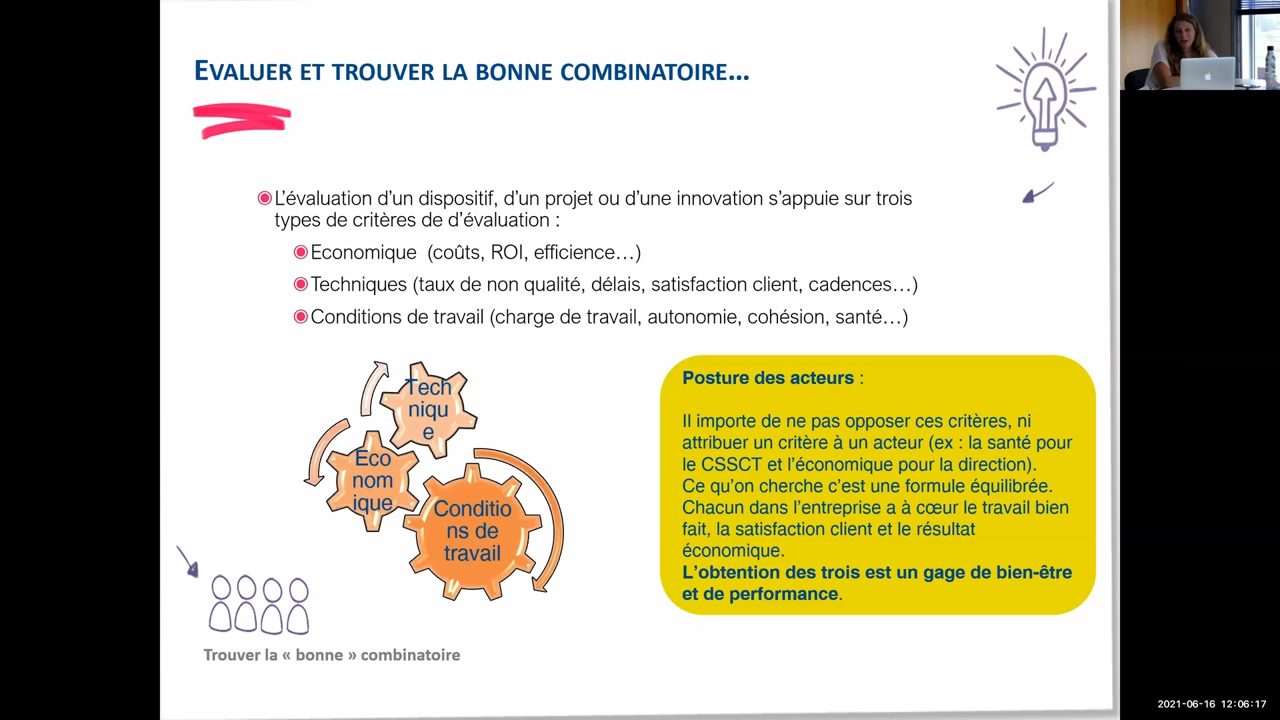 EVALUER ET TROUVER LA BONNE COMBINATOIRE…
L'évaluation d'un dispositif, d'un projet ou d'une innovation s'appuie sur trois
types de critères de d'évaluation :
Economique (coûts, ROI, efficience…)
Techniques (taux de non qualité, délais, satisfaction client, cadences…)
Conditions de travail (charge de travail, autonomie, cohésion, santé…)
Tech
niqu
e
Eco
nom
ique
Conditio
ns de
travail
Posture des acteurs :
Il importe de ne pas opposer ces critères, ni
attribuer un critère à un acteur (ex : la santé pour
le CSSCT et l'économique pour la direction).
Ce qu'on cherche c'est une formule équilibrée.
Chacun dans l'entreprise a à cœur le travail bien
fait, la satisfaction client et le résultat
économique.
L'obtention des trois est un gage de bien-être
et de performance.
Trouver la « bonne » combinatoire
2021-06-16 12:06:17